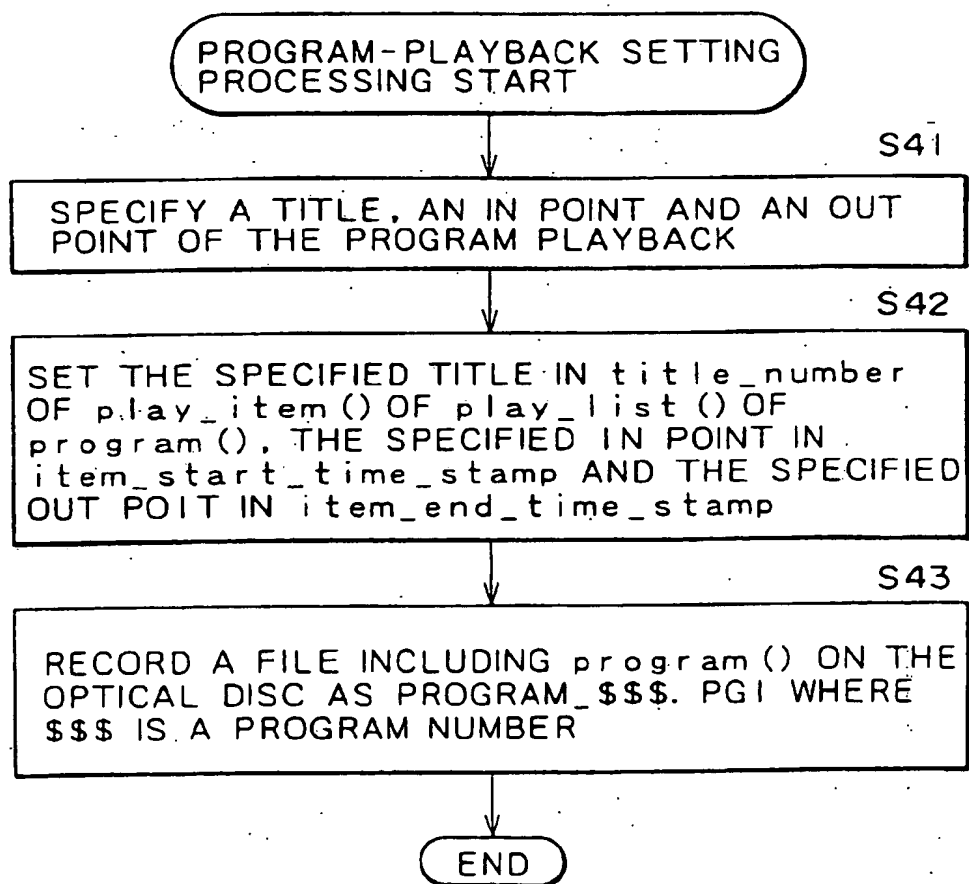 PROGRAM-PLAYBACK SETTING
PROCESSING START
S41
SPECIFY A TITLE, AN IN POINT AND AN OUT
POINT OF THE PROGRAM PLAYBACK
S42
SET THE SPECIFIED TITLE IN title_number
OF play_item() OF play_list() OF
program(), THE SPECIFIED IN POINT IN
item_start_time_stamp AND THE SPECIFIED
OUT POIT IN item_end_time_stamp
S43
RECORD A FILE INCLUDING program() ON THE
OPTICAL DISC AS PROGRAM_$$$. PGI WHERE
$$$ IS A PROGRAM NUMBER
END